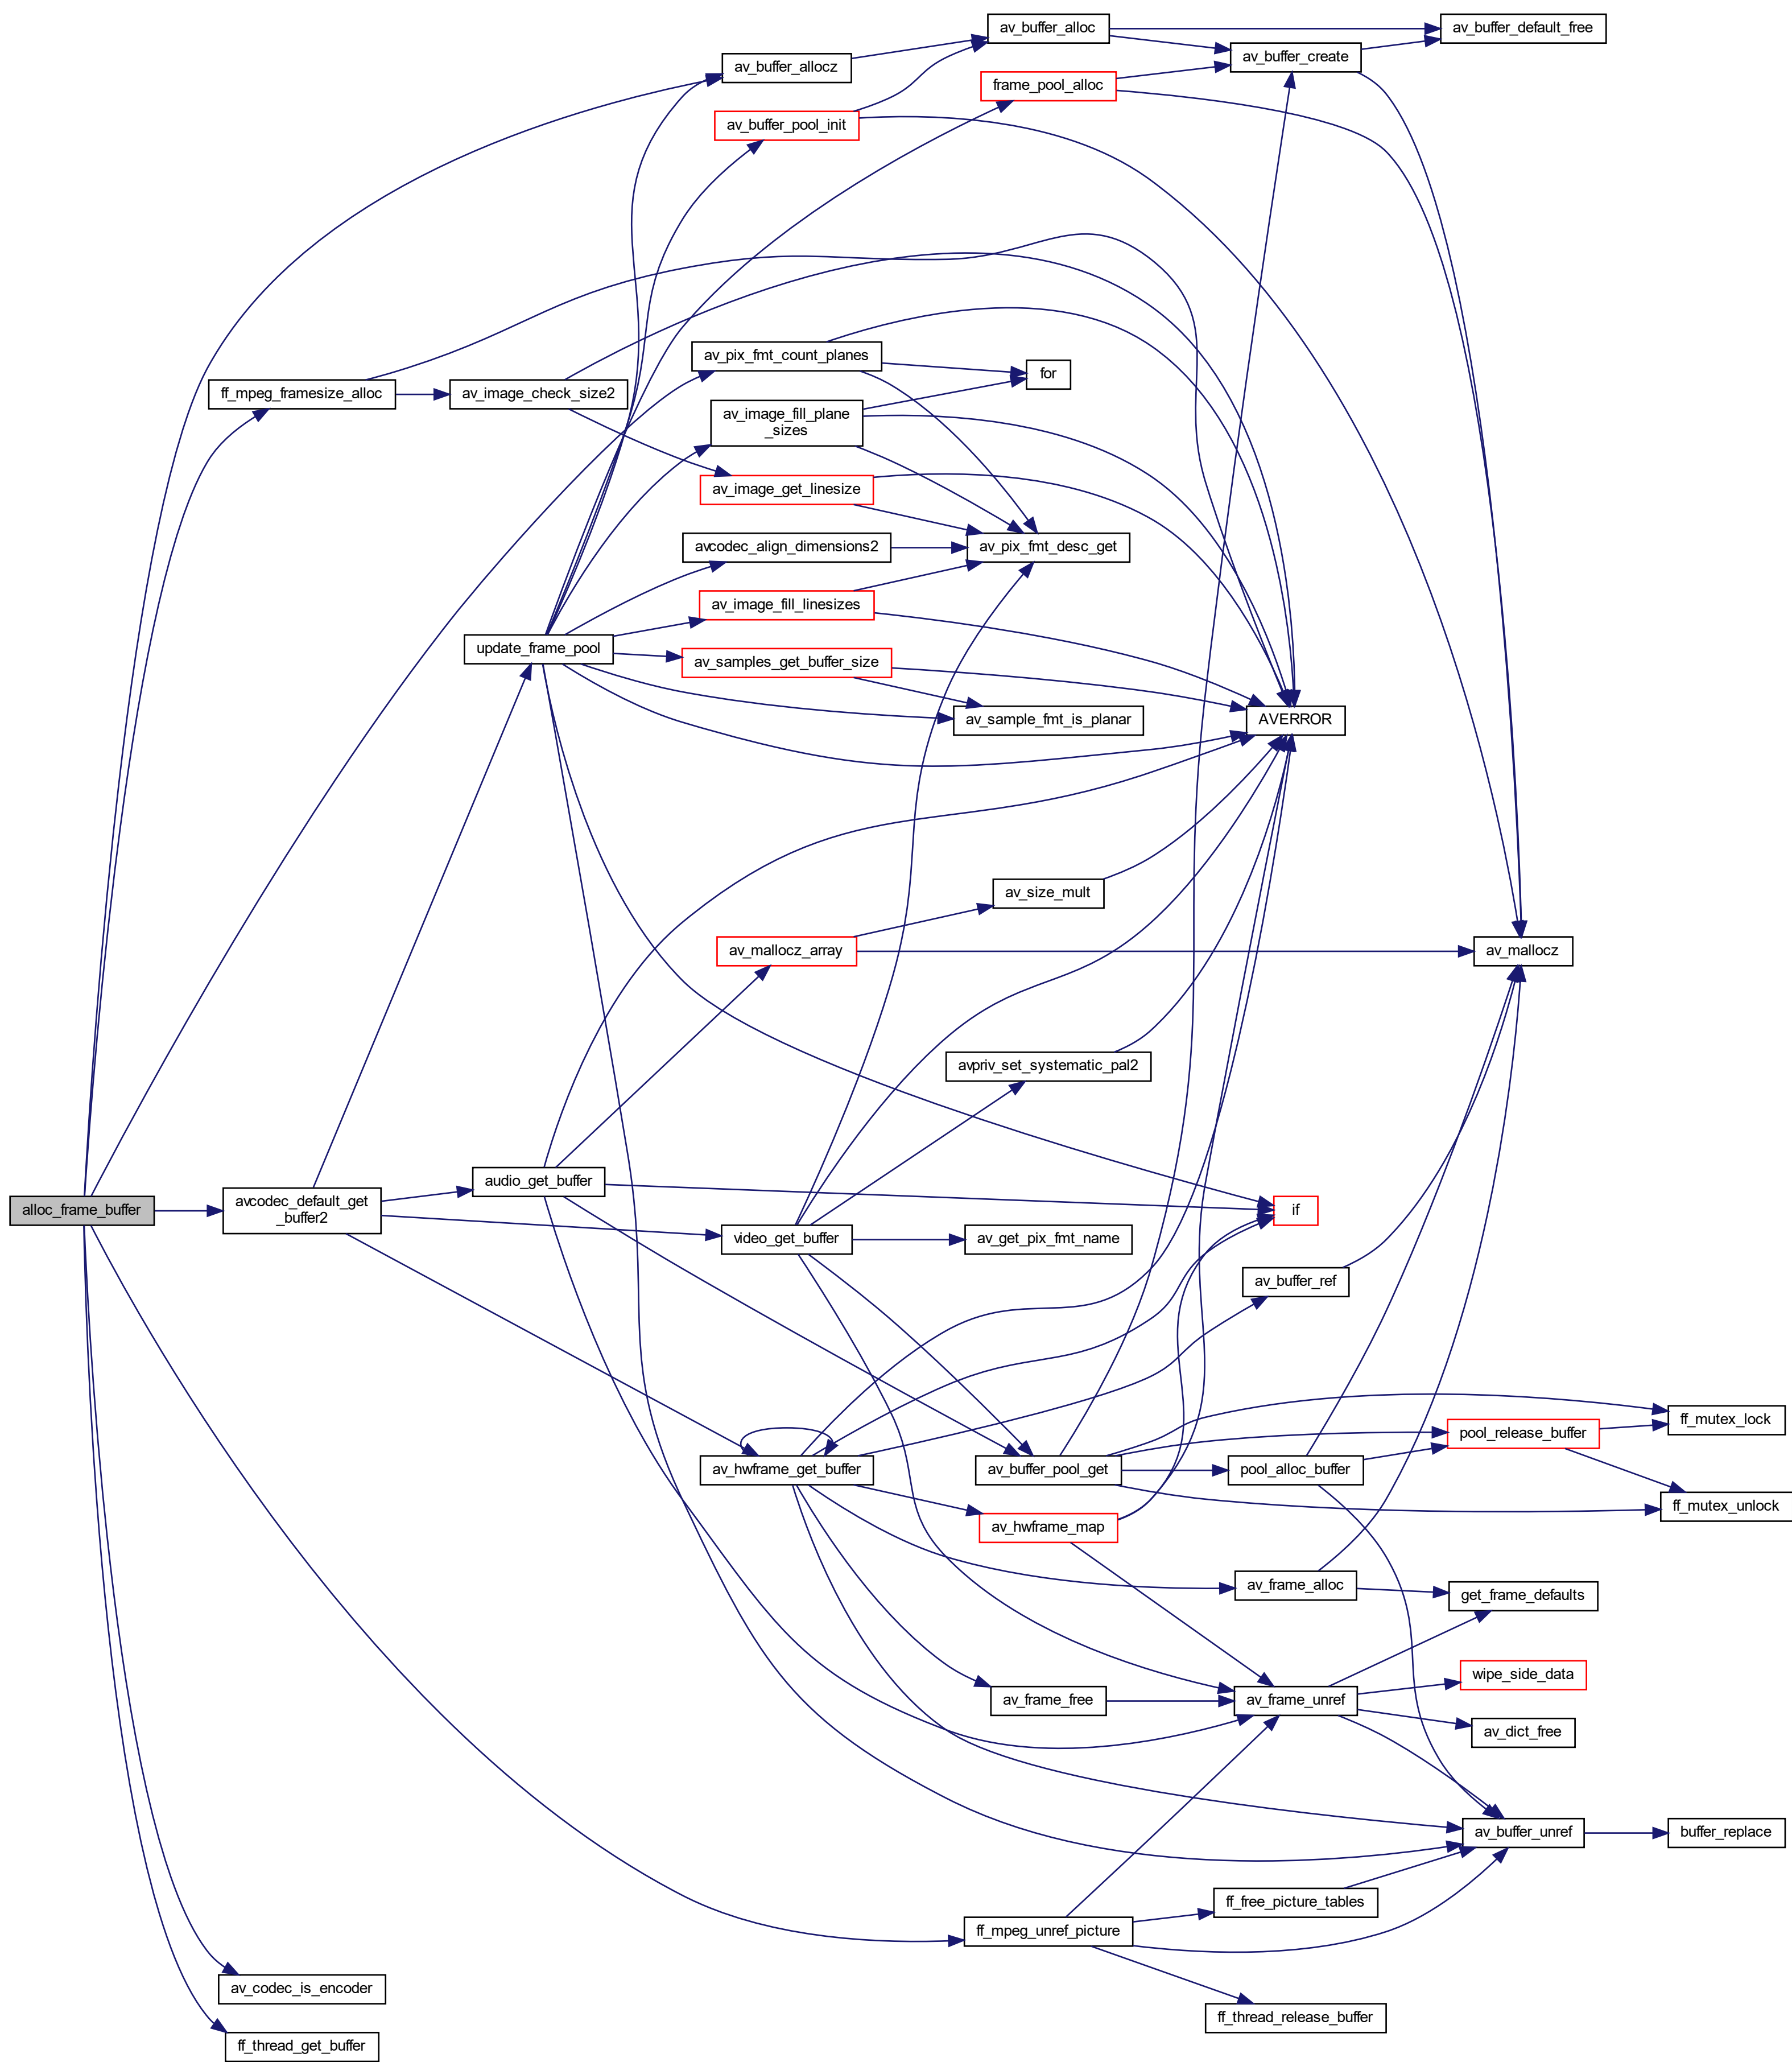 av_buffer_alloc
av_buffer_default_free
av_buffer_create
av_buffer_allocz
frame_pool_alloc
av_buffer_pool_init
av_pix_fmt_count_planes
for
ff_mpeg_framesize_alloc
av_image_check_size2
av_image_fill_plane
_sizes
av_image_get_linesize
avcodec_align_dimensions2
av_pix_fmt_desc_get
av_image_fill_linesizes
update_frame_pool
av_samples_get_buffer_size
av_sample_fmt_is_planar
AVERROR
av_size_mult
av_mallocz_array
av_mallocz
avpriv_set_systematic_pal2
audio_get_buffer
alloc_frame_buffer
avcodec_default_get
_buffer2
if
video_get_buffer
av_get_pix_fmt_name
av_buffer_ref
ff_mutex_lock
pool_release_buffer
av_hwframe_get_buffer
av_buffer_pool_get
pool_alloc_buffer
ff_mutex_unlock
av_hwframe_map
av_frame_alloc
get_frame_defaults
wipe_side_data
av_frame_free
av_frame_unref
av_dict_free
av_buffer_unref
buffer_replace
ff_free_picture_tables
ff_mpeg_unref_picture
av_codec_is_encoder
ff_thread_release_buffer
ff_thread_get_buffer